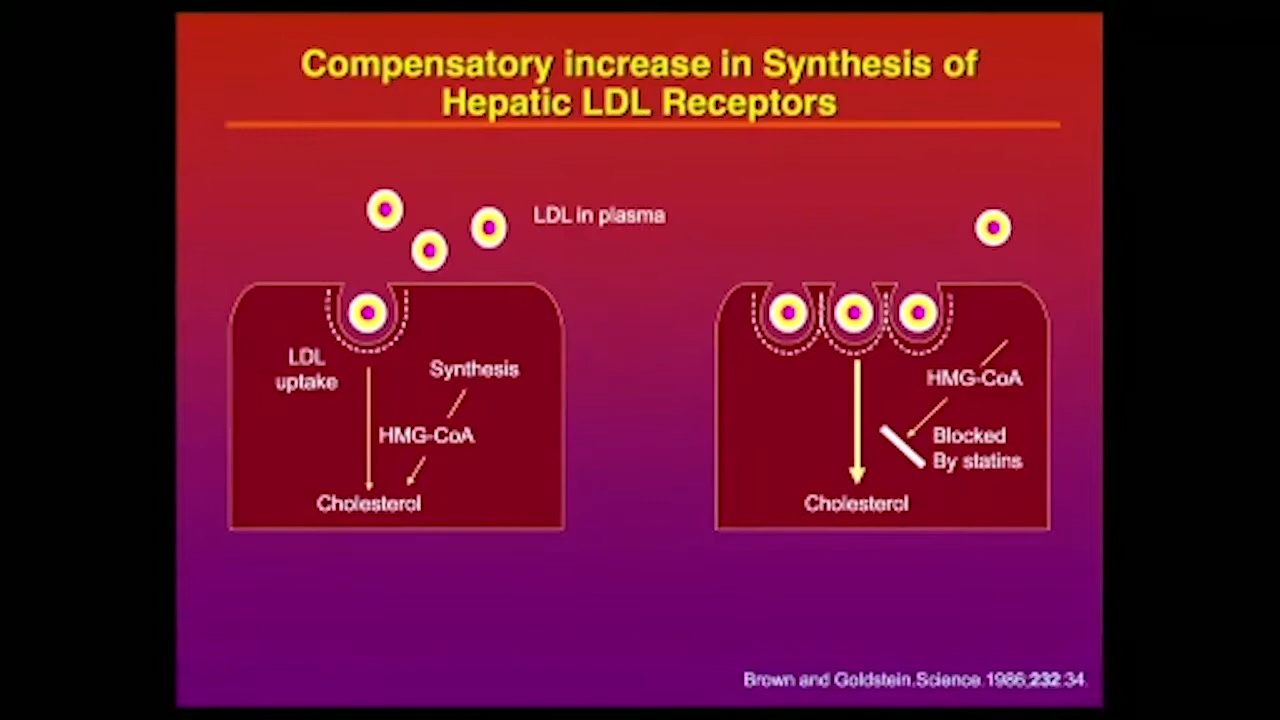 Compensatory increase in Synthesis of
Hepatic LDL Receptors
LDL in plasma
LDL
uptake
Synthesis
HMG-CoA
Cholesterol
HMG-CoA
Blocked
By statins
Cholesterol
Brown and Goldstein.Science.1986;232:34.